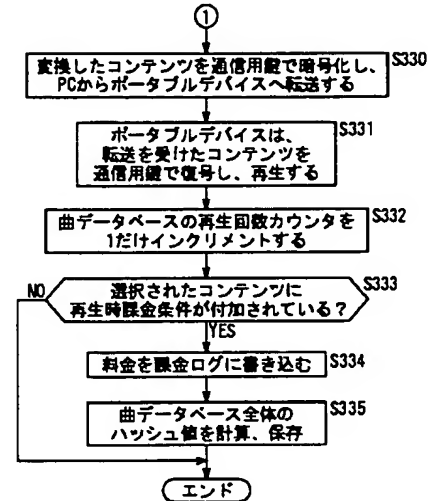 1
変換したコンテンツを通信用鍵で暗号化し、
PCからポータブルデバイスへ転送する
S330
ポータブルデバイスは、
転送を受けたコンテンツを
通信用鍵で復号し、再生する
S331
曲データベースの再生回数カウンタを
1だけインクリメントする
S332
選択されたコンテンツに
再生時課金条件が付加されている?
S333
NO
YES
料金を課金ログに書き込む
S334
曲データベース全体の
ハッシュ値を計算、保存
S335
エンド